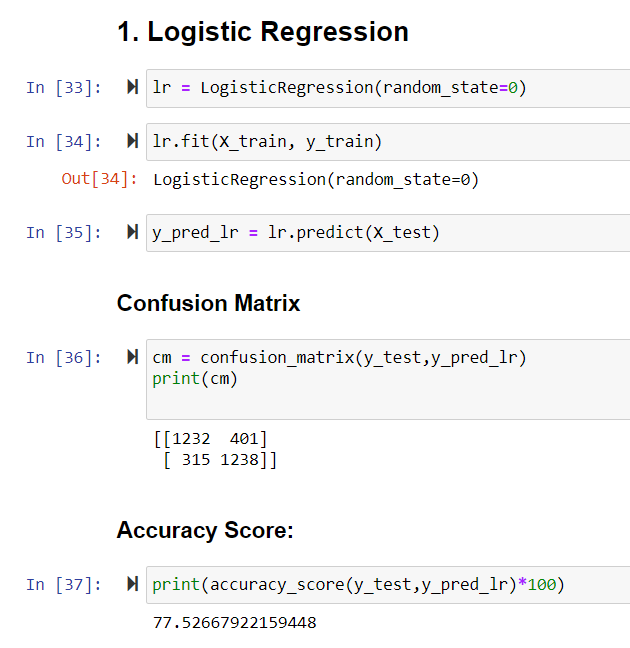 1. Logistic Regression
In [33]: lr = LogisticRegression(random_state=0)
In [34]: lr.fit(X_train, y_train)
Out[34]: LogisticRegression(random_state=0)
In [35]: y_pred_lr = lr.predict(X_test)
Confusion Matrix
In [36]: cm = confusion_matrix(y_test,y_pred_lr)
print(cm)
[[1232  401]
 [ 315 1238]]
Accuracy Score:
In [37]: print(accuracy_score(y_test,y_pred_lr)*100)
77.52667922159448